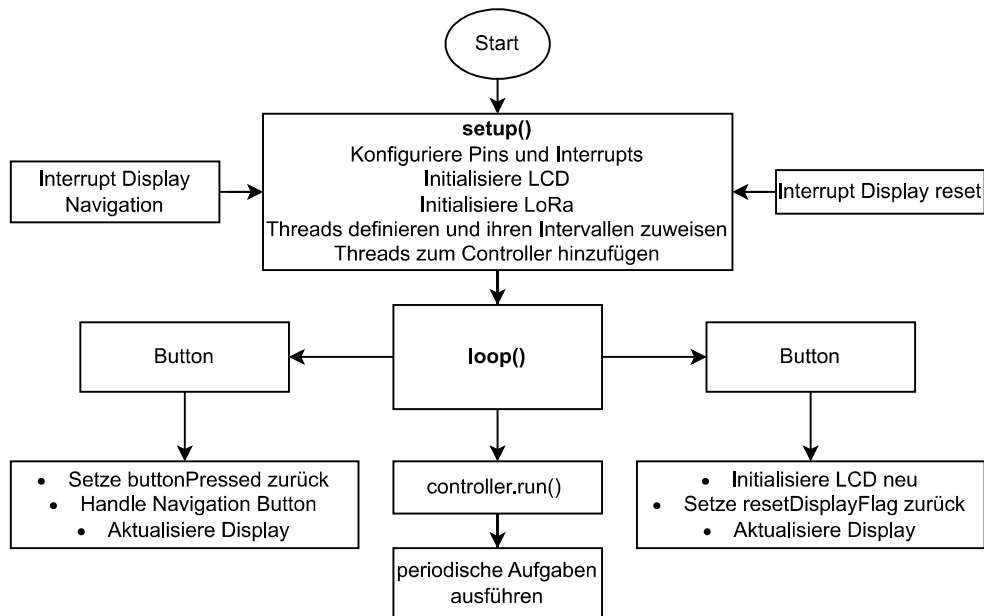 Start
setup()
Konfiguriere Pins und Interrupts
Initialisiere LCD
Initialisiere LoRa
Threads definieren und ihren Intervallen zuweisen
Threads zum Controller hinzufügen
Interrupt Display
Navigation
Interrupt Display reset
Button
loop()
Button
• Setze buttonPressed zurück
• Handle Navigation Button
• Aktualisiere Display
controller.run()
• Initialisiere LCD neu
• Setze resetDisplayFlag zurück
• Aktualisiere Display
periodische Aufgaben
ausführen